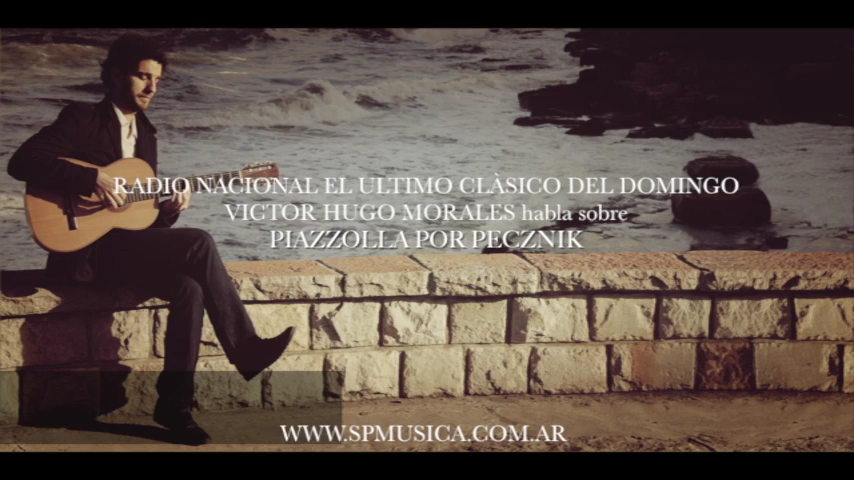 RADIO NACIONAL EL ULTIMO CLÀSICO DEL DOMINGO
VICTOR HUGO MORALES habla sobre
PIAZZOLLA POR PECZNIK
WWW.SPMUSICA.COM.AR